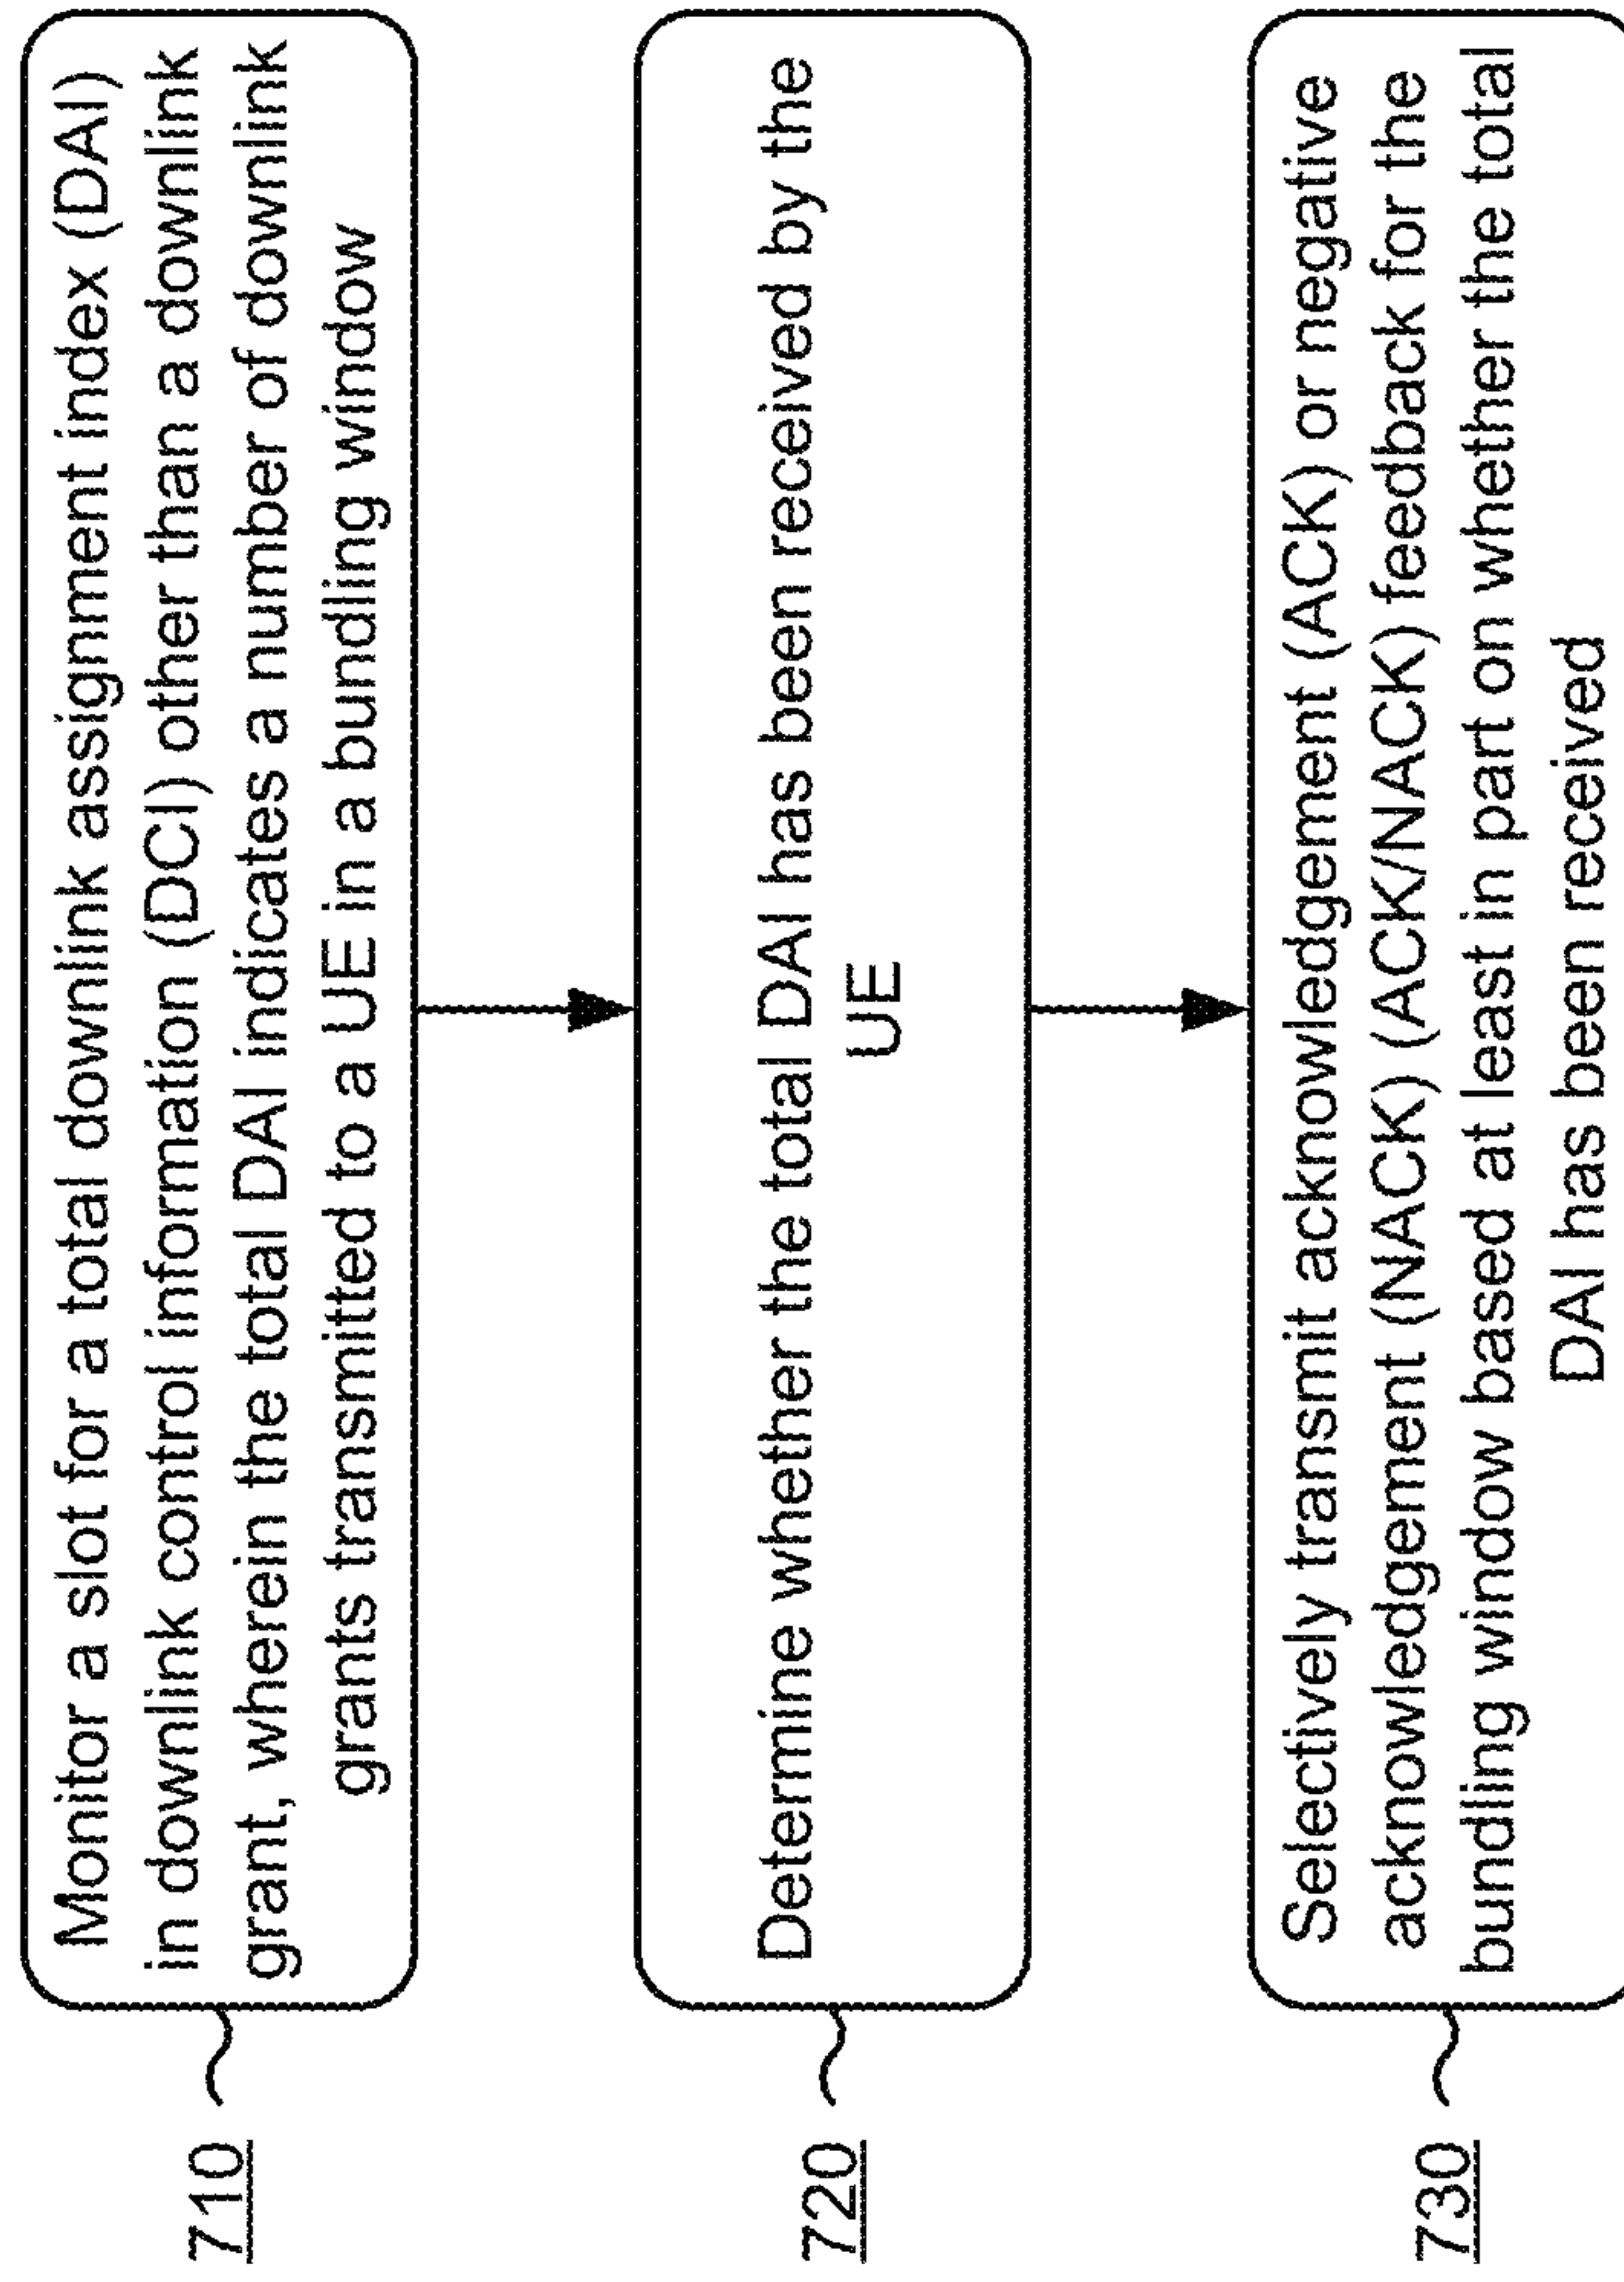 710
Monitor a slot for a total downlink assignment index (DAI)
in downlink control information (DCI) other than a downlink
grant, wherein the total DAI indicates a number of downlink
grants transmitted to a UE in a bundling window
720
Determine whether the total DAI has been received by the
UE
730
Selectively transmit acknowledgement (ACK) or negative
acknowledgement (NACK) (ACK/NACK) feedback for the
bundling window based at least in part on whether the total
DAI has been received